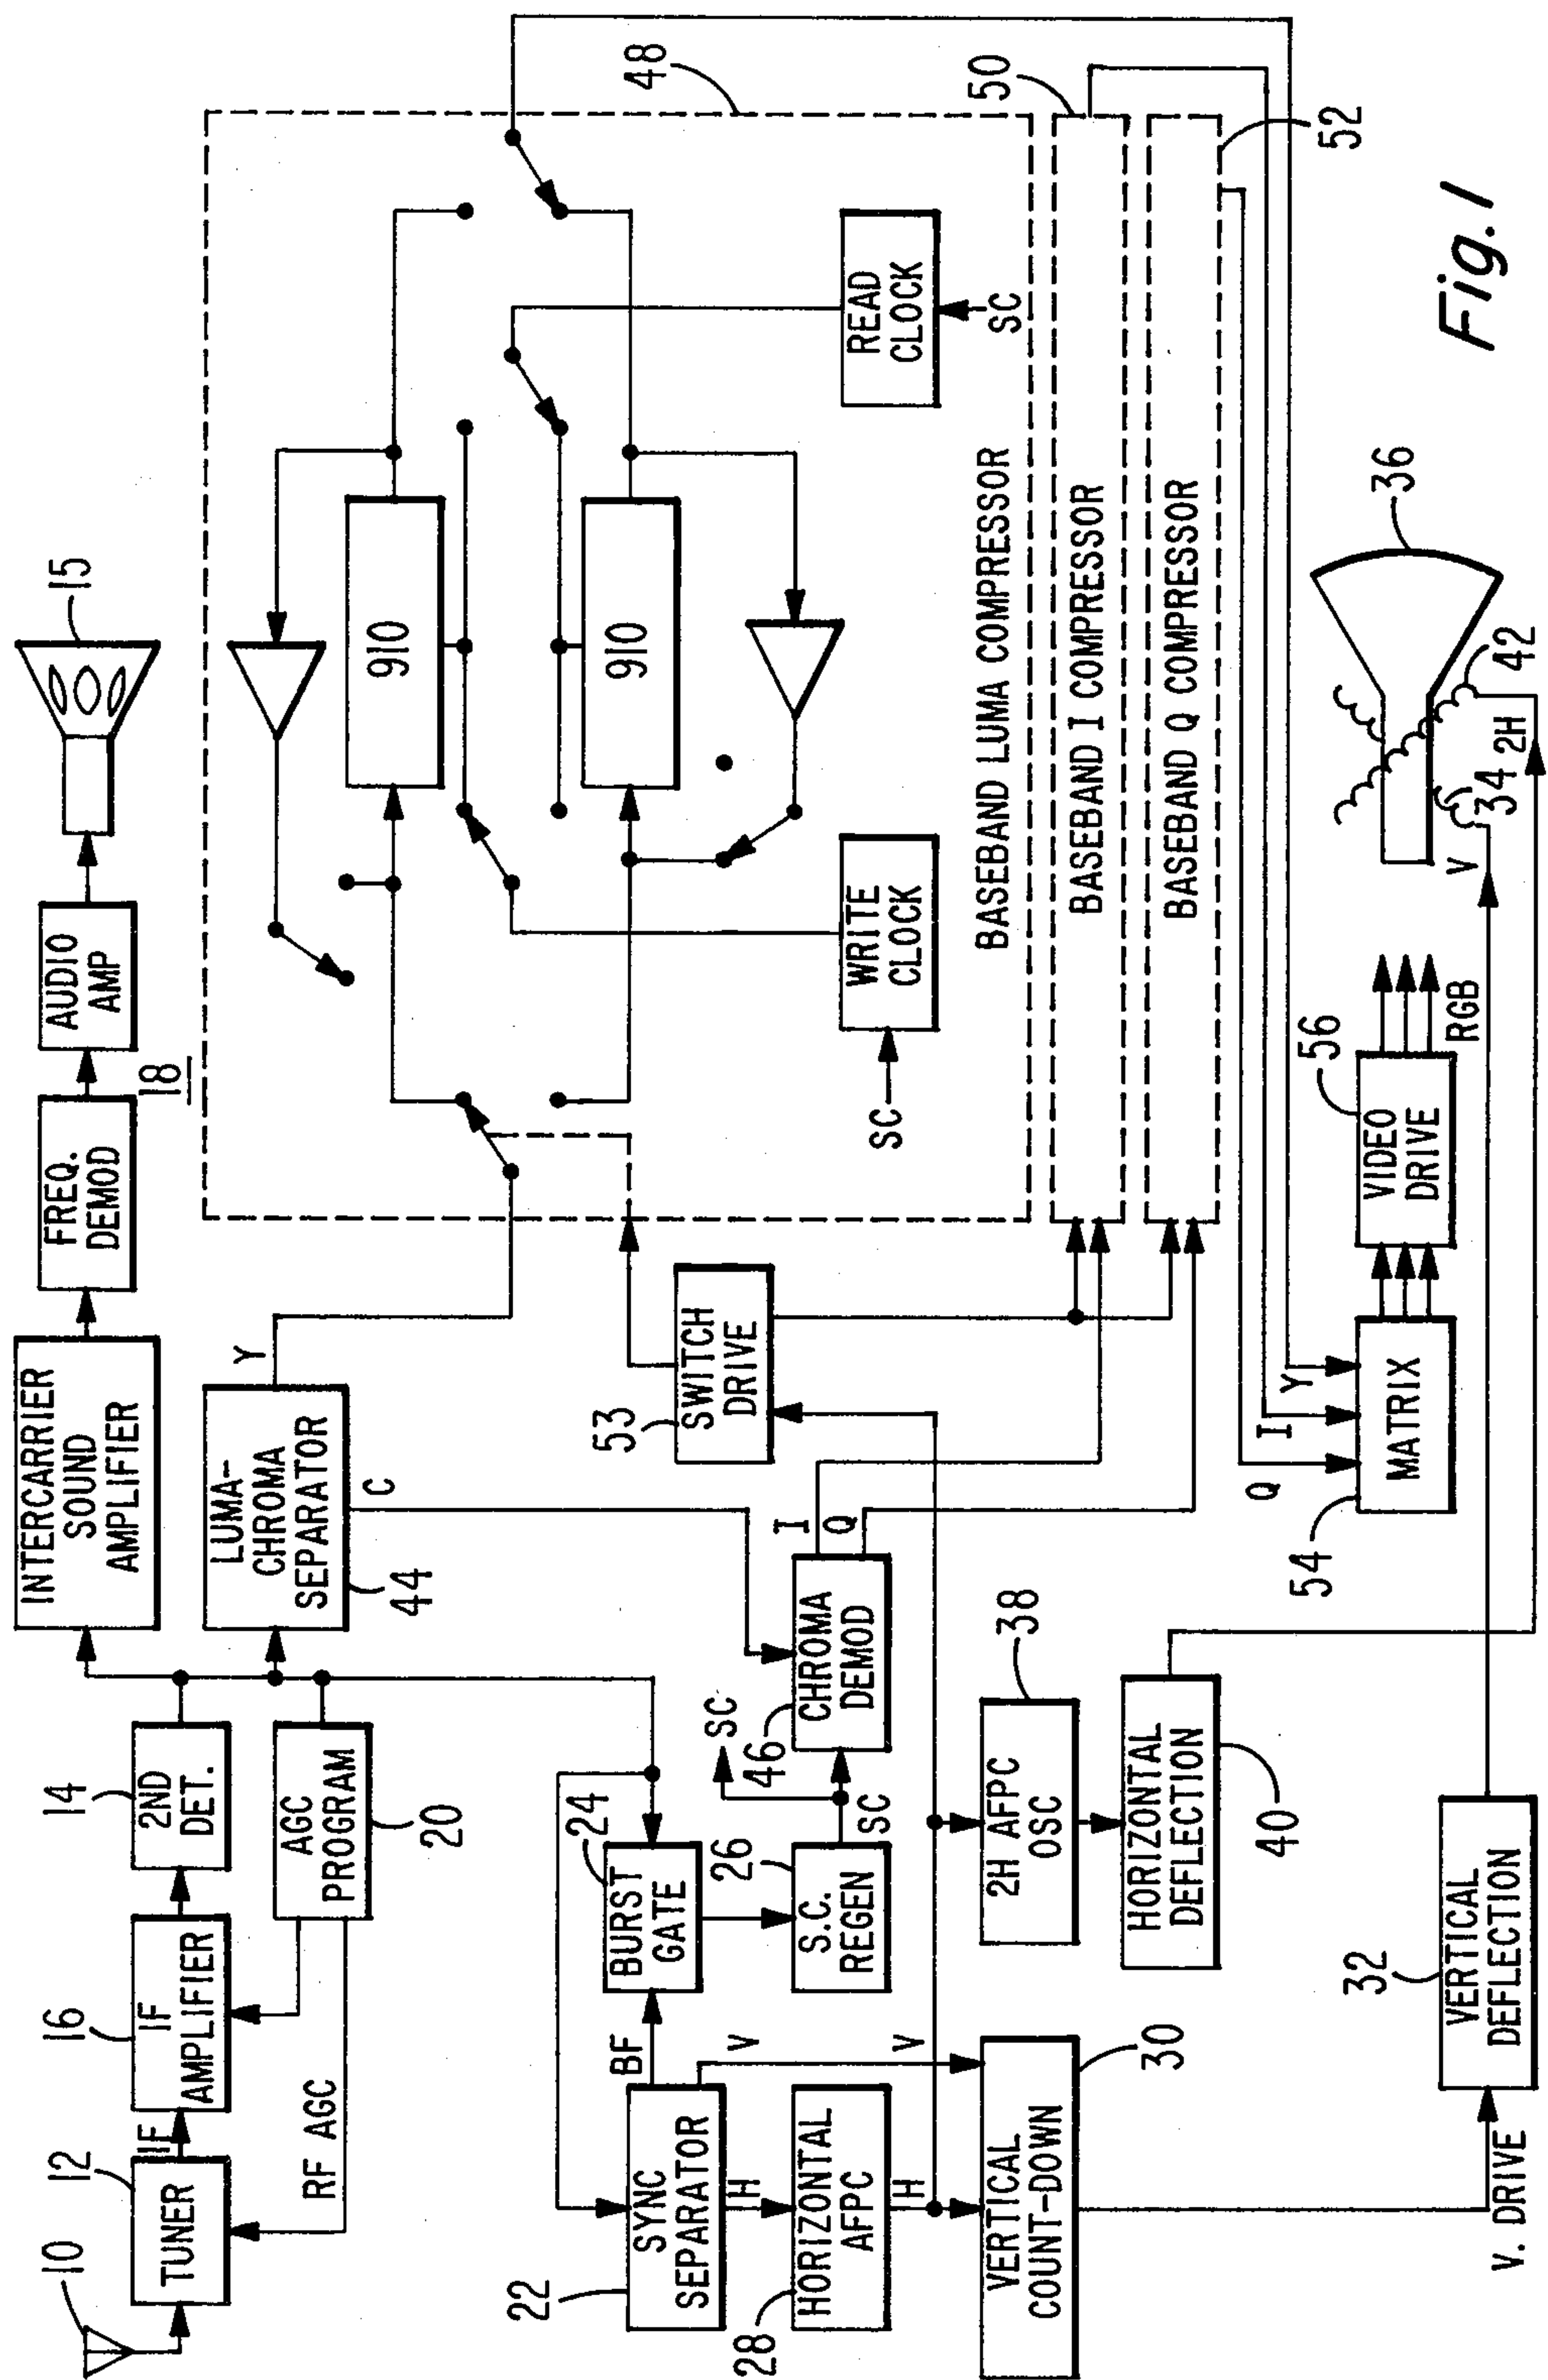 10
12
TUNER
IF
RF AGC
16
IF
AMPLIFIER
14
2ND
DET.
AGC
PROGRAM
20
INTERCARRIER
SOUND
AMPLIFIER
FREQ.
DEMOD
18
AUDIO
AMP
15
LUMA-
CHROMA
SEPARATOR
44
Y
C
22
SYNC
SEPARATOR
BF
V
1H
24
BURST
GATE
26
S.C.
REGEN
SC
SC
28
HORIZONTAL
AFPC
1H
V
VERTICAL
COUNT-DOWN
30
46
CHROMA
DEMOD
I
Q
53
SWITCH
DRIVE
38
2H AFPC
OSC
HORIZONTAL
DEFLECTION
40
V. DRIVE
32
VERTICAL
DEFLECTION
48
910
910
WRITE
CLOCK
SC
READ
CLOCK
SC
BASEBAND LUMA COMPRESSOR
50
BASEBAND I COMPRESSOR
BASEBAND Q COMPRESSOR
52
Q
I
Y
54
MATRIX
56
VIDEO
DRIVE
RGB
V
34
2H
42
36
Fig. 1